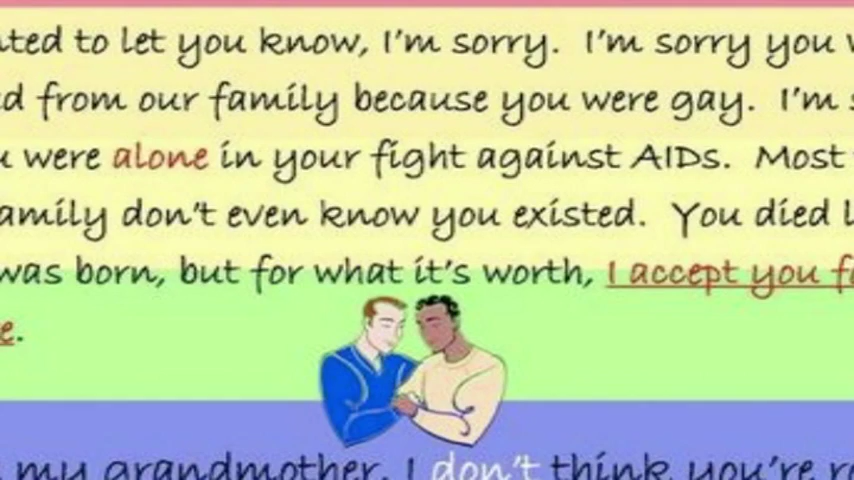 to let you know, I'm sorry. I'm sorry you
from our family because you were gay. I'm
were alone in your fight against AIDs. Most
don't even know you existed. You died
was born, but for what it's worth, I accept you
my grandmother, I don't think you're